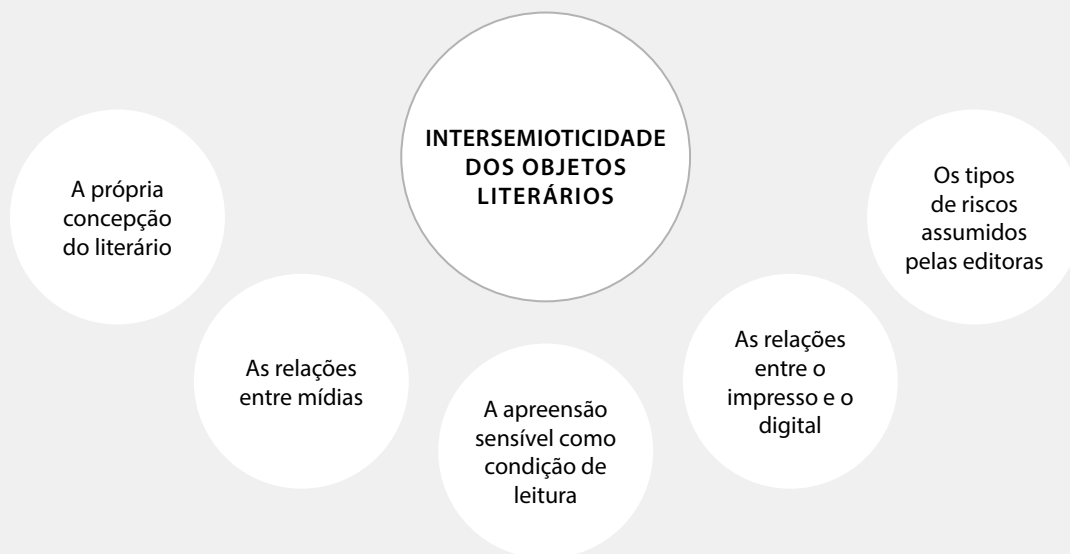 INTERSEMIOTICIDADE
DOS OBJETOS
LITERÁRIOS
A própria
concepção
do literário
As relações
entre mídias
A apreensão
sensível como
condição de
leitura
As relações
entre o
impresso e o
digital
Os tipos
de riscos
assumidos
pelas editoras